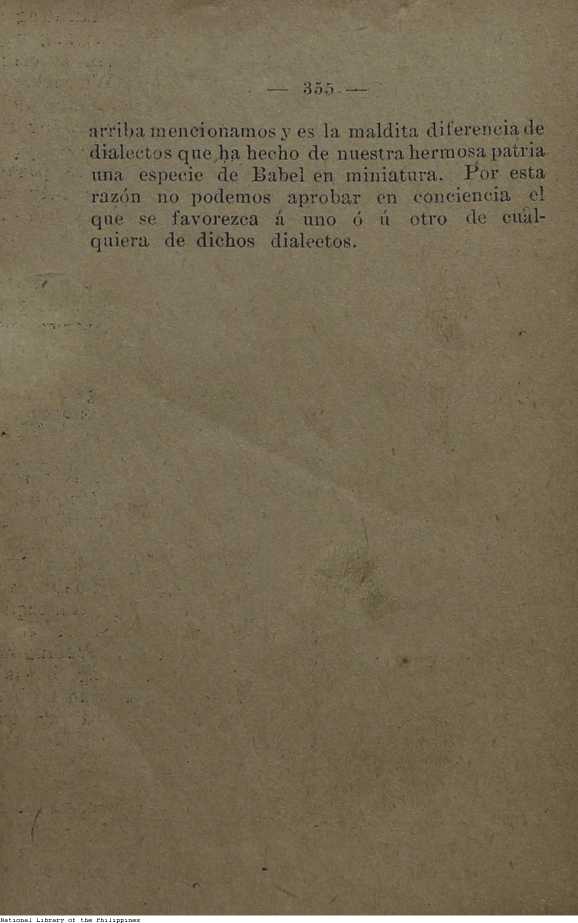 — 355 —
arriba mencionamos y es la maldita diferencia de
dialectos que ha hecho de nuestra hermosa patria
una especie de Babel en miniatura. Por esta
razón no podemos aprobar en conciencia el
que se favorezca á uno ó ú otro de cual-
quiera de dichos dialectos.
National Library of the Philippines